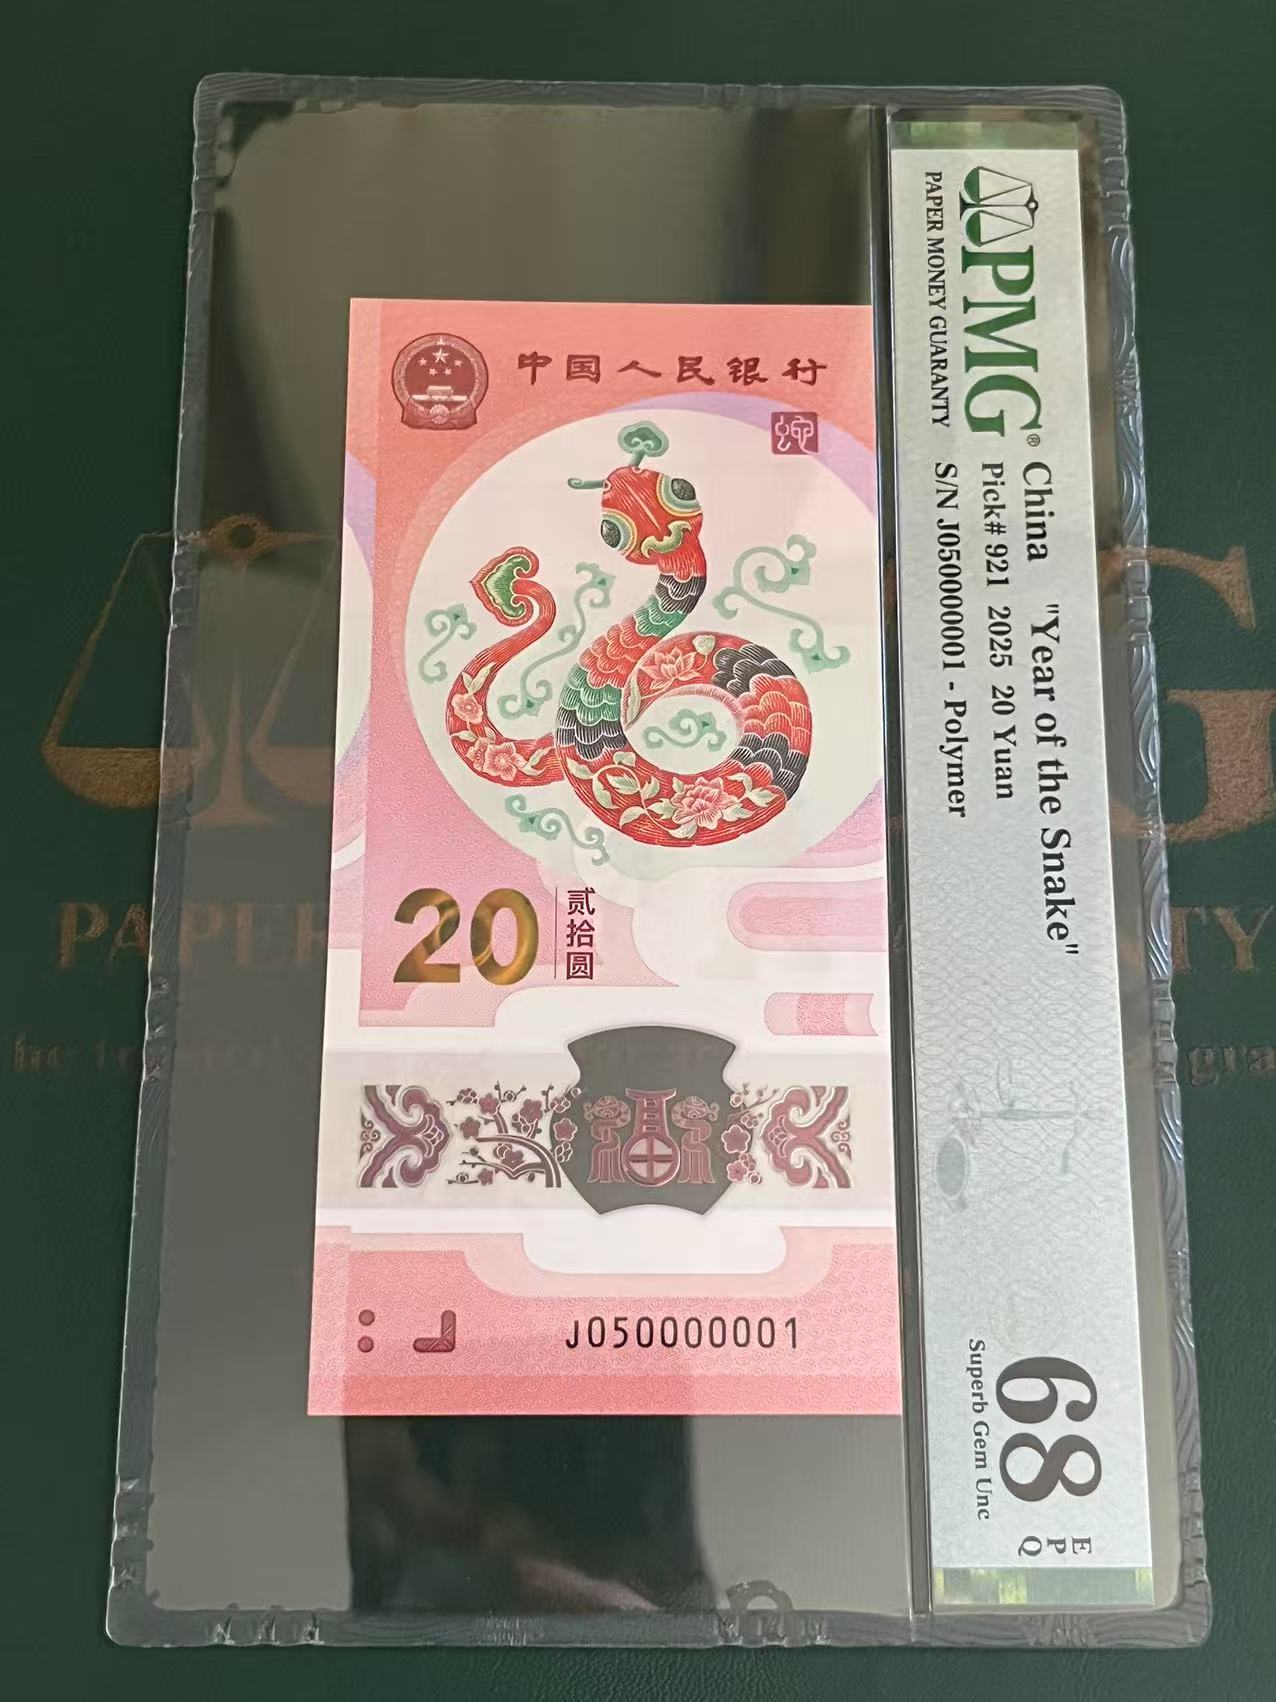 中国人民银行
蛇
20
贰拾圆
J050000001
PMG®
PAPER MONEY GUARANTY
China "Year of the Snake"
Pick# 921 2025 20 Yuan
S/N J050000001 - Polymer
68
EPQ
Superb Gem Unc